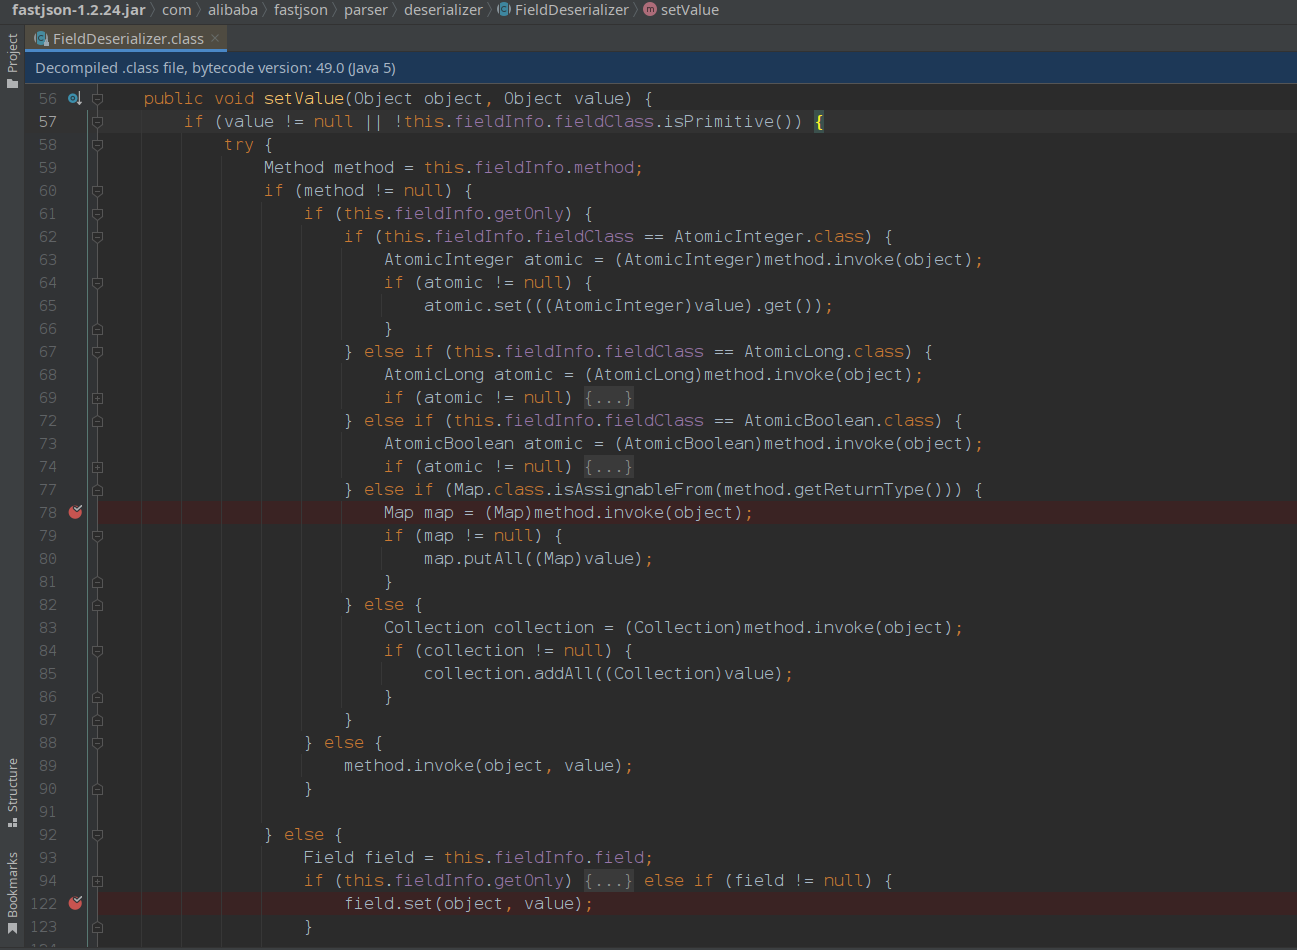 fastjson-1.2.24.jar com alibaba fastjson parser deserializer FieldDeserializer setValue
FieldDeserializer.class
Project
Decompiled .class file, bytecode version: 49.0 (Java 5)
56 public void setValue(Object object, Object value) {
57 if (value != null || !this.fieldInfo.fieldClass.isPrimitive()) {
58 try {
59 Method method = this.fieldInfo.method;
60 if (method != null) {
61 if (this.fieldInfo.getOnly) {
62 if (this.fieldInfo.fieldClass == AtomicInteger.class) {
63 AtomicInteger atomic = (AtomicInteger)method.invoke(object);
64 if (atomic != null) {
65 atomic.set(((AtomicInteger)value).get());
66 }
67 } else if (this.fieldInfo.fieldClass == AtomicLong.class) {
68 AtomicLong atomic = (AtomicLong)method.invoke(object);
69 if (atomic != null) {...}
72 } else if (this.fieldInfo.fieldClass == AtomicBoolean.class) {
73 AtomicBoolean atomic = (AtomicBoolean)method.invoke(object);
74 if (atomic != null) {...}
77 } else if (Map.class.isAssignableFrom(method.getReturnType())) {
78 Map map = (Map)method.invoke(object);
79 if (map != null) {
80 map.putAll((Map)value);
81 }
82 } else {
83 Collection collection = (Collection)method.invoke(object);
84 if (collection != null) {
85 collection.addAll((Collection)value);
86 }
87 }
88 } else {
89 method.invoke(object, value);
90 }
91
92 } else {
93 Field field = this.fieldInfo.field;
94 if (this.fieldInfo.getOnly) {...} else if (field != null) {
122 field.set(object, value);
123 }
Structure
Bookmarks